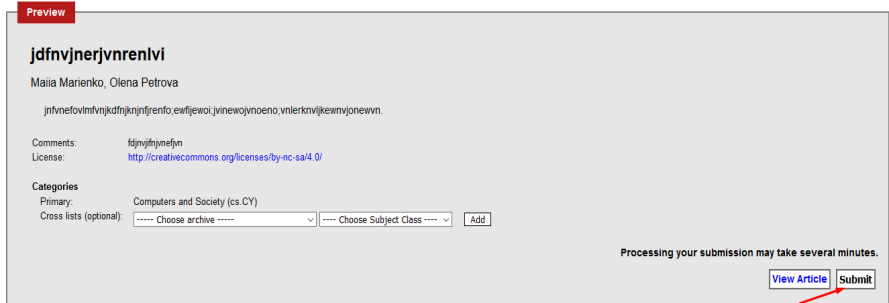 Preview
jdfnvjnerjvnrenlvi
Maiia Marienko, Olena Petrova
jnfvnefovlmfvnjkdfnjknjnfjrenfo;ewfijewoi;jvinewojvnoeno;vnlerknvljkewnvjonewvn.
Comments: fdjnvjifnjvnefjvn
License: http://creativecommons.org/licenses/by-nc-sa/4.0/
Categories
Primary: Computers and Society (cs.CY)
Cross lists (optional): ----- Choose archive ----- ---- Choose Subject Class ---- Add
Processing your submission may take several minutes.
View Article Submit